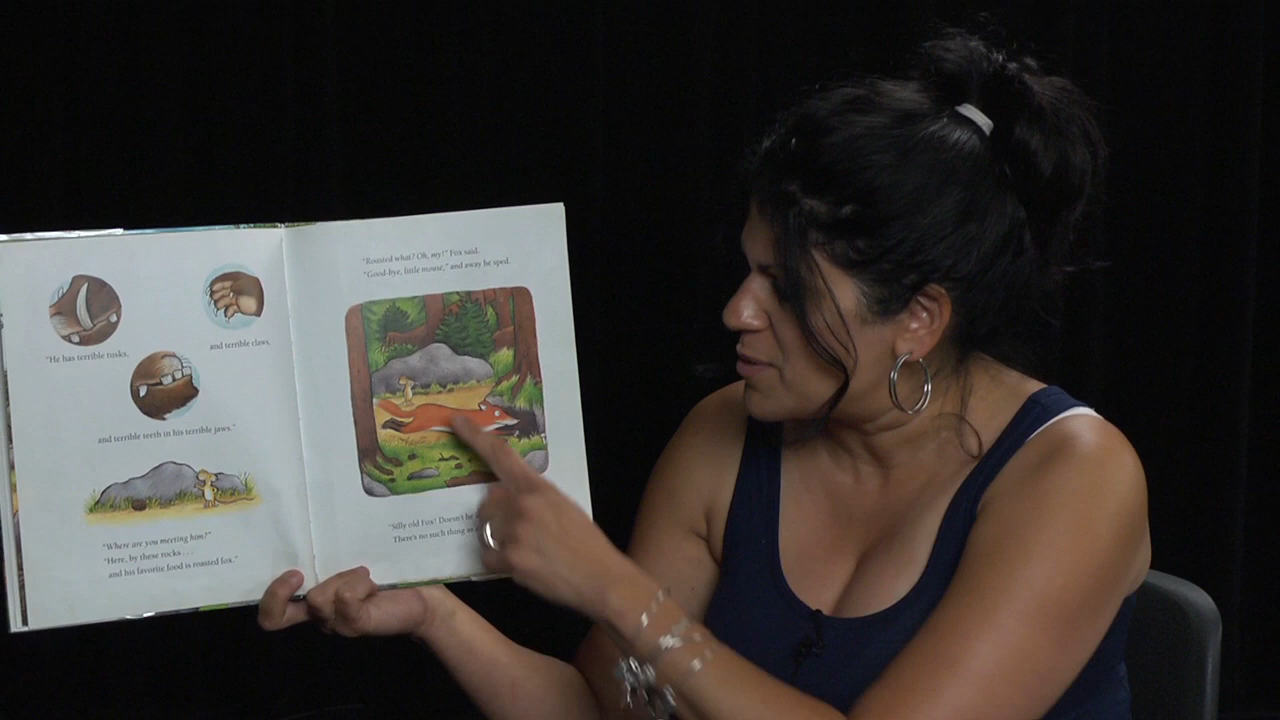 "He has terrible tusks,
and terrible claws,
and terrible teeth in his terrible jaws."
"Where are you meeting him?"
"Here, by these rocks . . .
and his favorite food is roasted fox."
"Roasted what? Oh, my!" Fox said.
"Good-bye, little mouse," and away he sped.
"Silly old Fox! Doesn't he
There's no such thing as